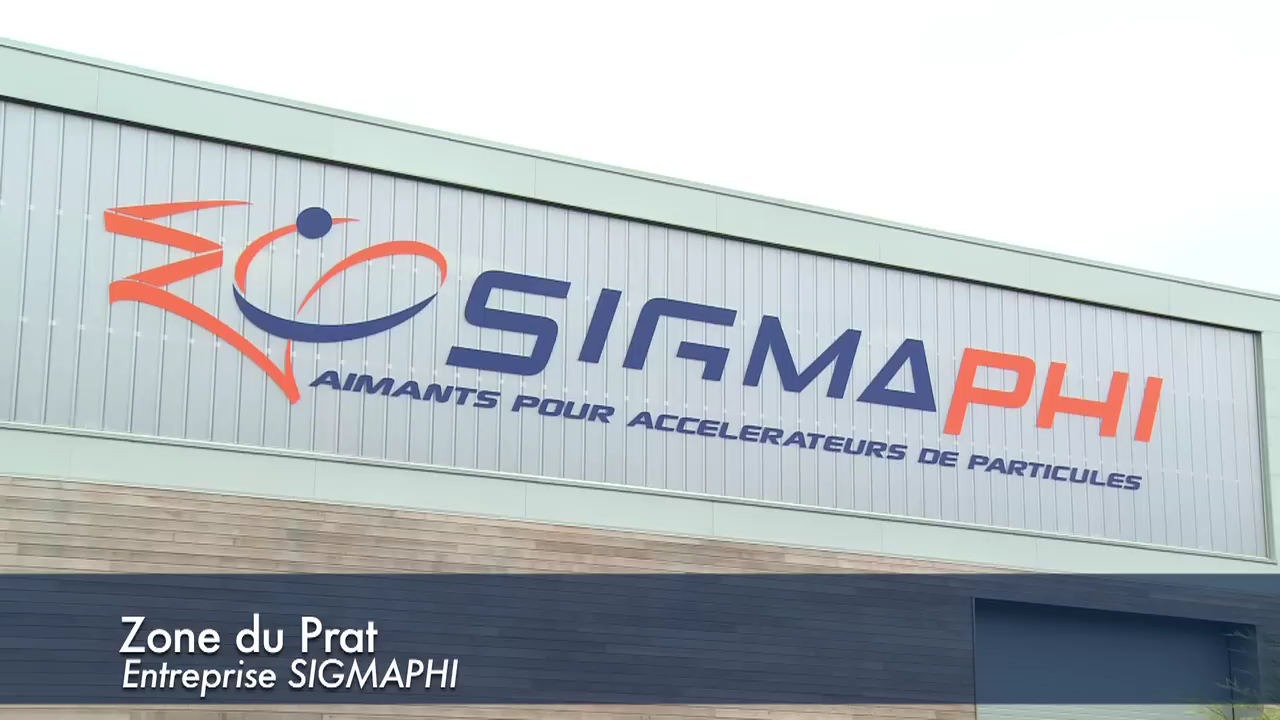 SIGMAPHI
AIMANTS POUR ACCELERATEURS DE PARTICULES
Zone du Prat
Entreprise SIGMAPHI